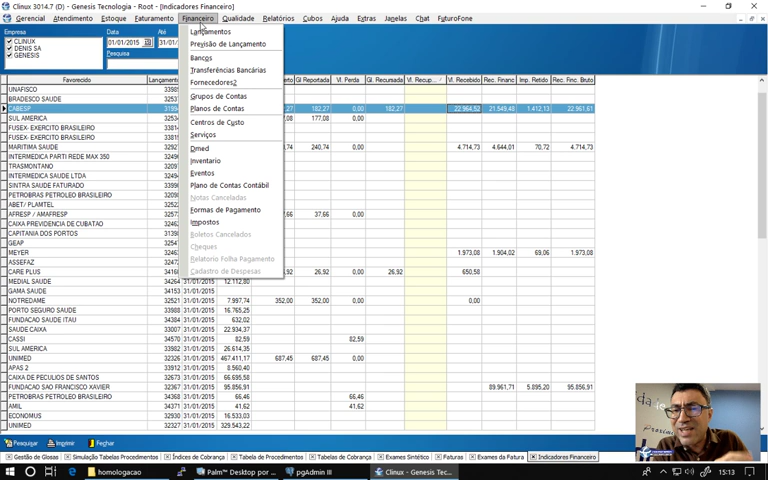 Clinux 3014.7 (p) - Genesis Tecnologia - Root - [Indicadores Financeiro]
Gerencial Atendimento Estoque Faturamento Financeiro Qualidade Relatórios Cubos Ajuda Extras Janelas Chat FuturoFone
Empresa
CLINUX
DENIS SA
GENESIS
Data
01/01/2015
Até
31/01/
Pesquisa
Lançamentos
Previsão de Lançamento
Bancos
Transferências Bancárias
Fornecedores2
Grupos de Contas
Planos de Contas
Centros de Custo
Serviços
Dmed
Inventario
Eventos
Plano de Contas Contábil
Notas Canceladas
Formas de Pagamento
Impostos
Boletos Cancelados
Cheques
Relatorio Folha Pagamento
Cadastro de Despesas
Favorecido Gl Reportada Vl. Perda Gl. Recursada Vl. Recup... Vl. Recebido Rec. Financ Imp. Retido Rec. Finc. Bruto
UNAFISCO
BRADESCO SAUDE
CABESP 182,27 0,00 182,27 22.964,52 21.549,48 1.412,13 22.961,61
SUL AMERICA 177,08 0,00
FUSEX- EXERCITO BRASILEIRO
FUSEX- EXERCITO BRASILEIRO
MARITIMA SAUDE 240,74 0,00 4.714,73 4.644,01 70,72 4.714,73
INTERMEDICA PARTI REDE MAX 350
TRASMONTANO
INTERMEDICA SAUDE LTDA
SINTRA SAUDE FATURADO
PETROBRAS PETROLEO BRASILEIRO
ABET/ PLAMTEL
AFRESP / AMAFRESP 37,66 0,00
CAIXA PREVIDENCIA DE CUBATAO
CAPITANIA DOS PORTOS
GEAP
MEYER 1.973,08 1.904,02 69,06 1.973,08
ASSEFAZ
CARE PLUS 26,92 0,00 26,92 650,58
MEDIAL SAUDE 31/01/2015 12.112,80
GAMA SAUDE 34153 31/01/2015
INTERMEDICA 34153 31/01/2015
NOTREDAME 32521 31/01/2015 7.997,74 352,00 352,00 0,00 0,00
PORTO SEGURO SAUDE 33988 31/01/2015 16.765,25
FUNDACAO SAUDE ITAU 31/01/2015 632,02
SAUDE CAIXA 33007 31/01/2015 22.934,37
CASSI 34570 31/01/2015 82,59 82,59
SUL AMERICA 33982 31/01/2015 26.614,35
UNIMED 32326 31/01/2015 467.411,17 687,45 687,45 0,00
APAS 2 31/01/2015 8.960,40
CAIXA DE PECULIOS DE SANTOS 31/01/2015 66.695,58
FUNDACAO SAO FRANCISCO XAVIER 32673 31/01/2015 95.856,91 89.961,71 5.895,20 95.856,91
PETROBRAS PETROLEO BRASILEIRO 34368 31/01/2015 66,46 66,46
AMIL 34371 31/01/2015 41,62 41,62
ECONOMUS 32930 31/01/2015 16.533,03
UNIMED 32327 31/01/2015 329.543,22
Pesquisar Imprimir Fechar
Gestão de Glosas Simulação Tabelas Procedimentos Índices de Cobrança Tabela de Procedimentos Tabelas de Cobrança Exames Sintético Faturas Exames da Fatura Indicadores Financeiro
homologacao Palm™ Desktop por ... pgAdmin III Clinux - Genesis Tec... 15:13